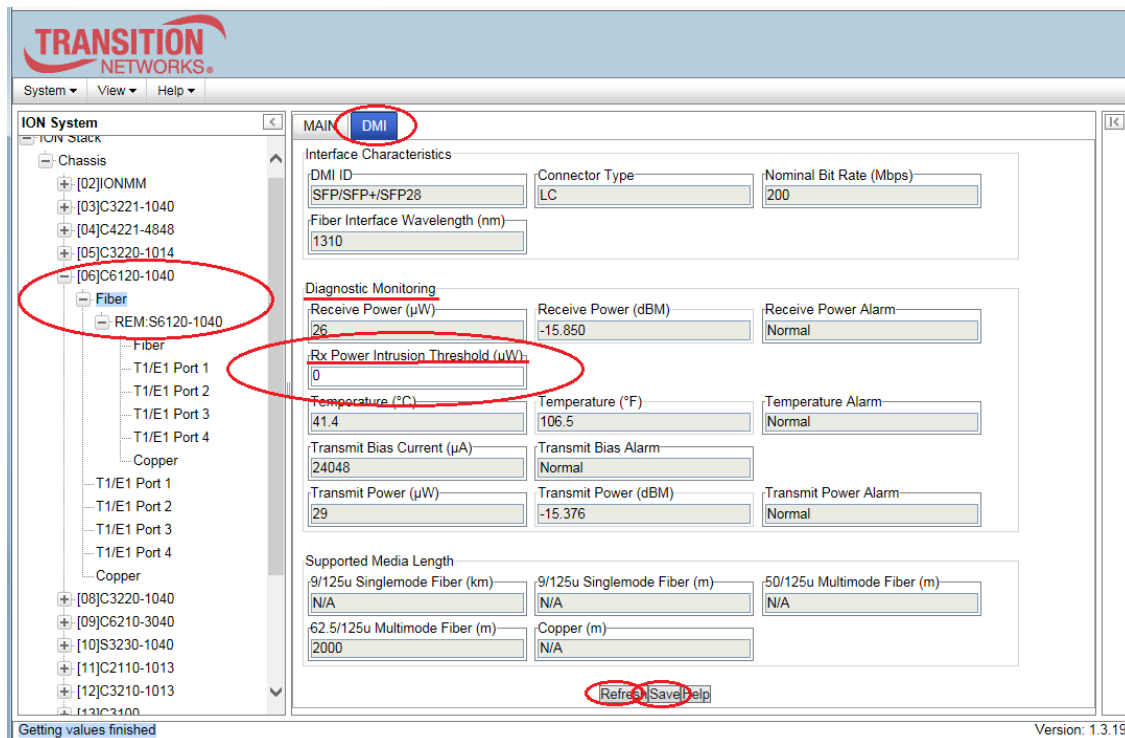 TRANSITION
NETWORKS®
System View Help
ION System
ION Stack
Chassis
[02]IONMM
[03]C3221-1040
[04]C4221-4848
[05]C3220-1014
[06]C6120-1040
Fiber
REM:S6120-1040
Fiber
T1/E1 Port 1
T1/E1 Port 2
T1/E1 Port 3
T1/E1 Port 4
Copper
T1/E1 Port 1
T1/E1 Port 2
T1/E1 Port 3
T1/E1 Port 4
Copper
[08]C3220-1040
[09]C6210-3040
[10]S3230-1040
[11]C2110-1013
[12]C3210-1013
[13]C3100
MAIN DMI
Interface Characteristics
DMI ID Connector Type Nominal Bit Rate (Mbps)
SFP/SFP+/SFP28 LC 200
Fiber Interface Wavelength (nm)
1310
Diagnostic Monitoring
Receive Power (µW) Receive Power (dBM) Receive Power Alarm
26 -15.850 Normal
Rx Power Intrusion Threshold (µW)
0
Temperature (°C) Temperature (°F) Temperature Alarm
41.4 106.5 Normal
Transmit Bias Current (µA) Transmit Bias Alarm
24048 Normal
Transmit Power (µW) Transmit Power (dBM) Transmit Power Alarm
29 -15.376 Normal
Supported Media Length
9/125u Singlemode Fiber (km) 9/125u Singlemode Fiber (m) 50/125u Multimode Fiber (m)
N/A N/A N/A
62.5/125u Multimode Fiber (m) Copper (m)
2000 N/A
Refresh Save Help
Getting values finished
Version: 1.3.19